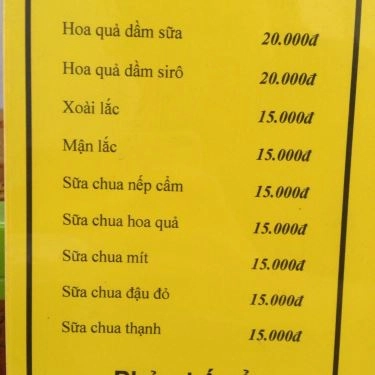 Hoa quả dầm sữa 20.000đ
Hoa quả dầm sirô 20.000đ
Xoài lắc 15.000đ
Mận lắc 15.000đ
Sữa chua nếp cẩm 15.000đ
Sữa chua hoa quả 15.000đ
Sữa chua mít 15.000đ
Sữa chua đậu đỏ 15.000đ
Sữa chua thạnh 15.000đ